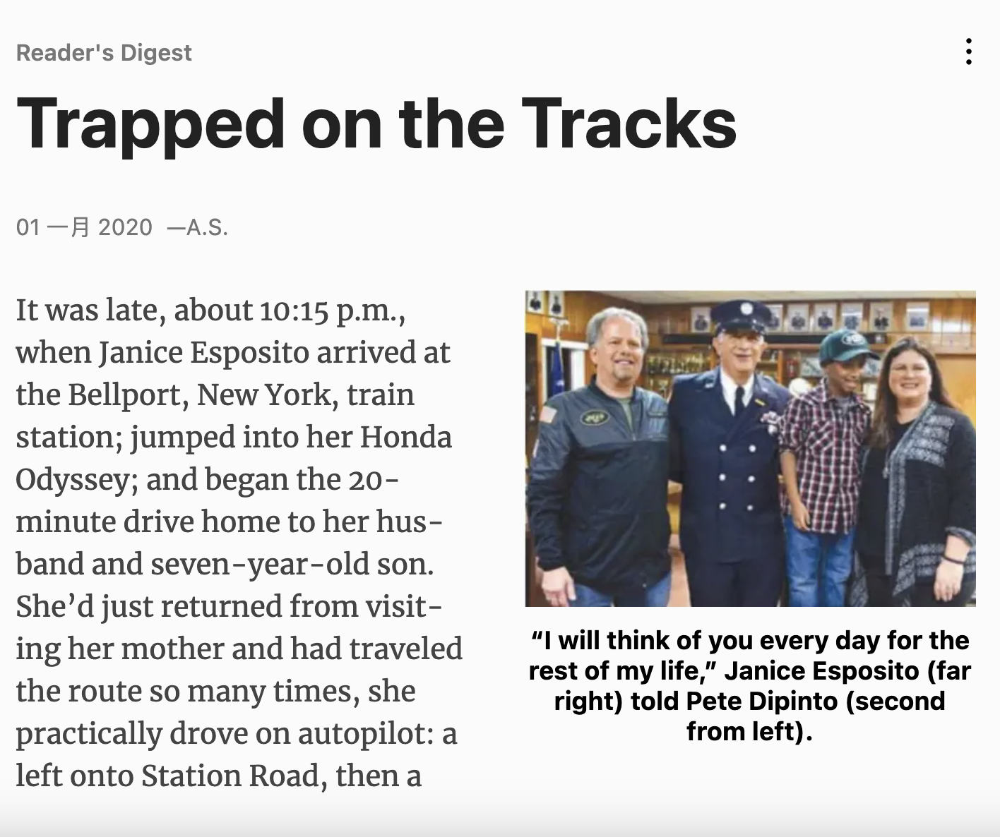 Reader's Digest
Trapped on the Tracks
01 一月 2020 —A.S.
It was late, about 10:15 p.m.,
when Janice Esposito arrived at
the Bellport, New York, train
station; jumped into her Honda
Odyssey; and began the 20-
minute drive home to her hus-
band and seven-year-old son.
She’d just returned from visit-
ing her mother and had traveled
the route so many times, she
practically drove on autopilot: a
left onto Station Road, then a
“I will think of you every day for the
rest of my life,” Janice Esposito (far
right) told Pete Dipinto (second
from left).